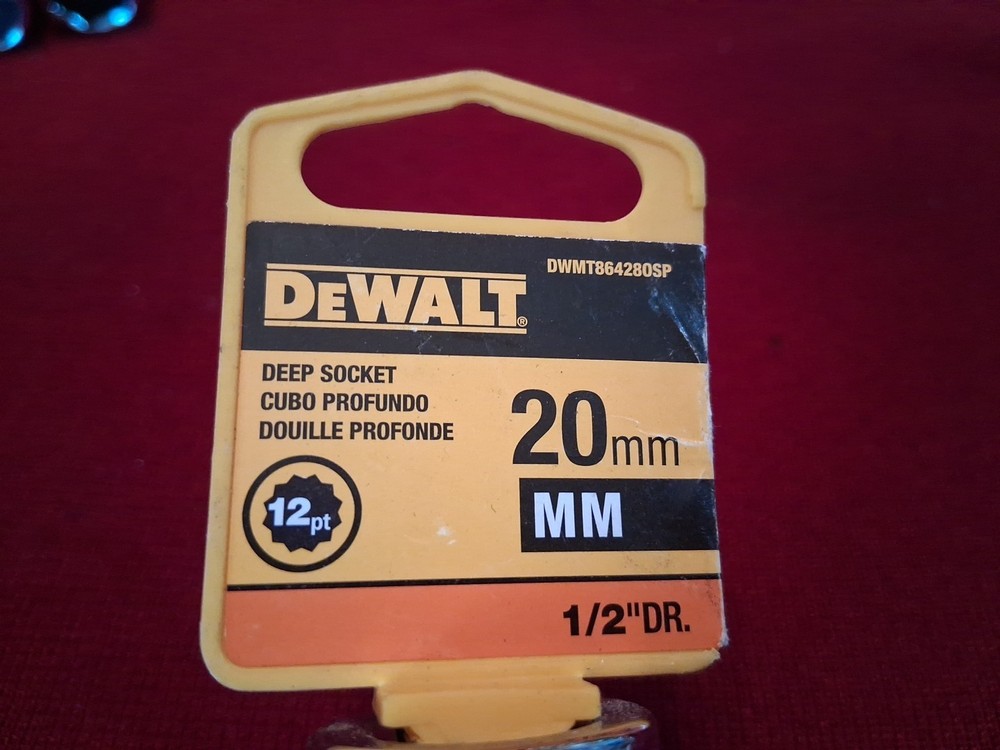 DWMT86428OSP
DEWALT®
DEEP SOCKET
CUBO PROFUNDO
DOUILLE PROFONDE
20mm
MM
12pt
1/2"DR.